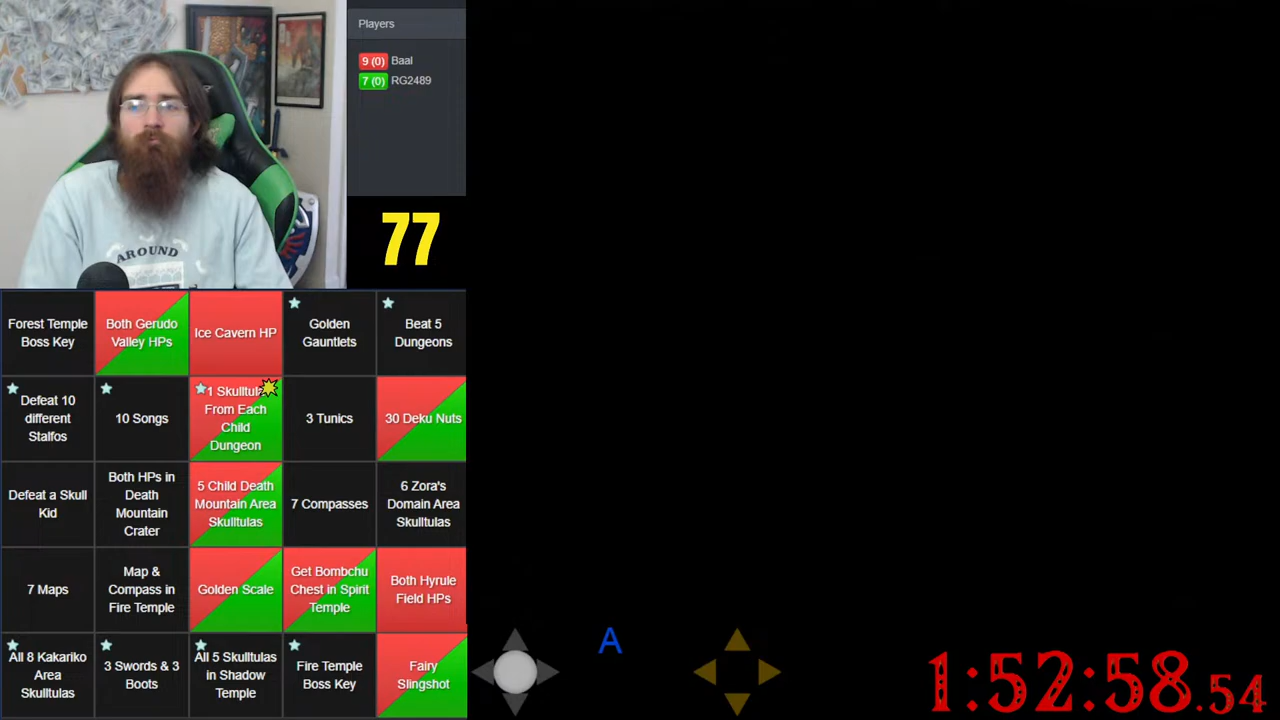 Players
9 (0) Baal
7 (0) RG2489
AROUND
77
Forest Temple
Boss Key
Both Gerudo
Valley HPs
Ice Cavern HP
Golden
Gauntlets
Beat 5
Dungeons
Defeat 10
different
Stalfos
10 Songs
1 Skulltula
From Each
Child
Dungeon
3 Tunics
30 Deku Nuts
Defeat a Skull
Kid
Both HPs in
Death
Mountain
Crater
5 Child Death
Mountain Area
Skulltulas
7 Compasses
6 Zora's
Domain Area
Skulltulas
7 Maps
Map &
Compass in
Fire Temple
Golden Scale
Get Bombchu
Chest in Spirit
Temple
Both Hyrule
Field HPs
All 8 Kakariko
Area
Skulltulas
3 Swords & 3
Boots
All 5 Skulltulas
in Shadow
Temple
Fire Temple
Boss Key
Fairy
Slingshot
A
1:52:58.54